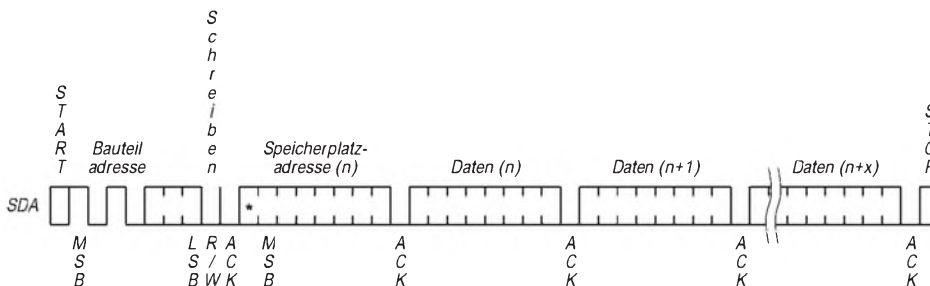 START
Bauteil
adresse
Schreiben
Speicherplatz-
adresse (n)
Daten (n)
Daten (n+1)
Daten (n+x)
SDA
*
MSB
LSB
R/W
ACK
MSB
ACK
ACK
ACK
ACK